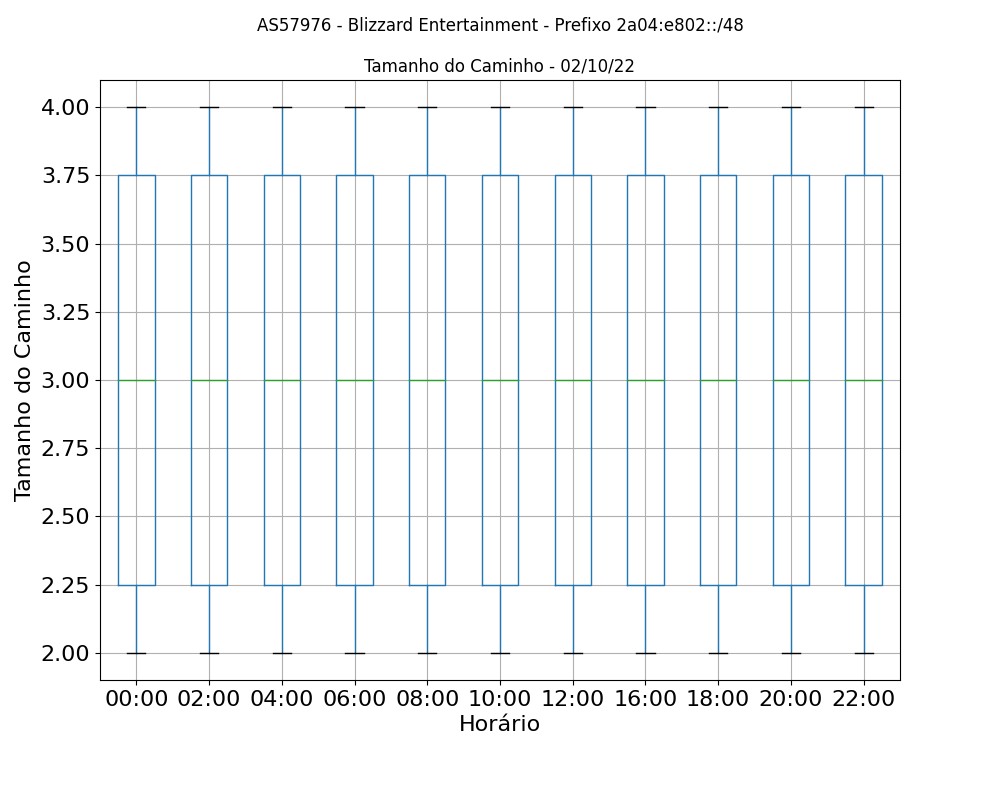 AS57976 - Blizzard Entertainment - Prefixo 2a04:e802::/48
Tamanho do Caminho - 02/10/22
4.00
3.75
3.50
3.25
3.00
2.75
2.50
2.25
2.00
Tamanho do Caminho
00:00 02:00 04:00 06:00 08:00 10:00 12:00 16:00 18:00 20:00 22:00
Horário